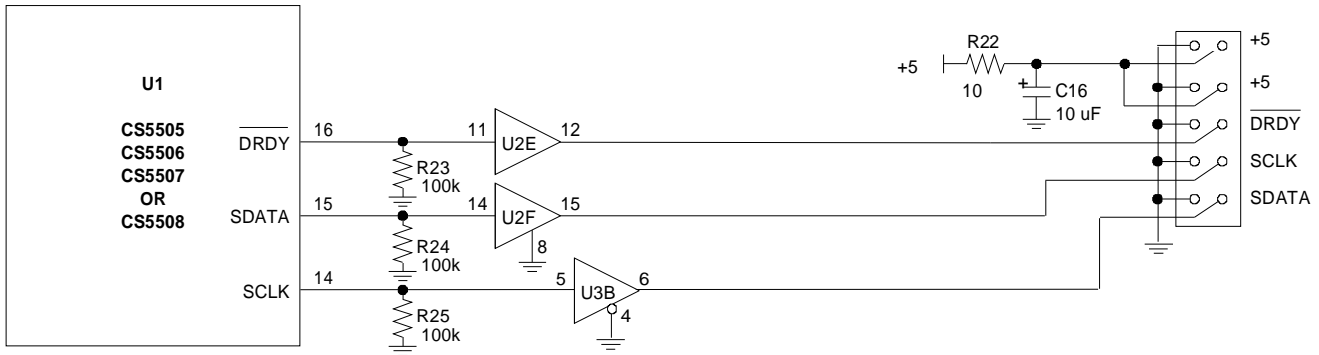 U1
CS5505
CS5506
CS5507
OR
CS5508
DRDY
16
R23
100k
11
U2E
12
SDATA
15
R24
100k
14
U2F
15
8
SCLK
14
R25
100k
5
U3B
6
4
+5
R22
10
+
C16
10 uF
+5
+5
DRDY
SCLK
SDATA